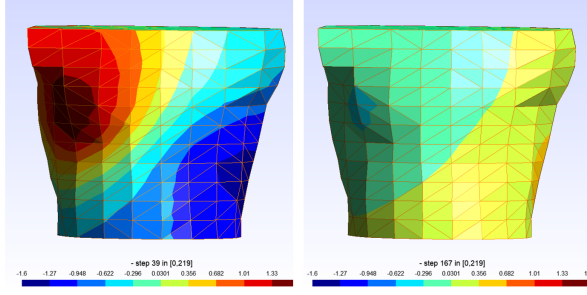 - step 39 in [0,219]
-1.6 -1.27 -0.948 -0.622 -0.296 0.0301 0.356 0.682 1.01 1.33
- step 167 in [0,219]
-1.6 -1.27 -0.948 -0.622 -0.296 0.0301 0.356 0.682 1.01 1.33